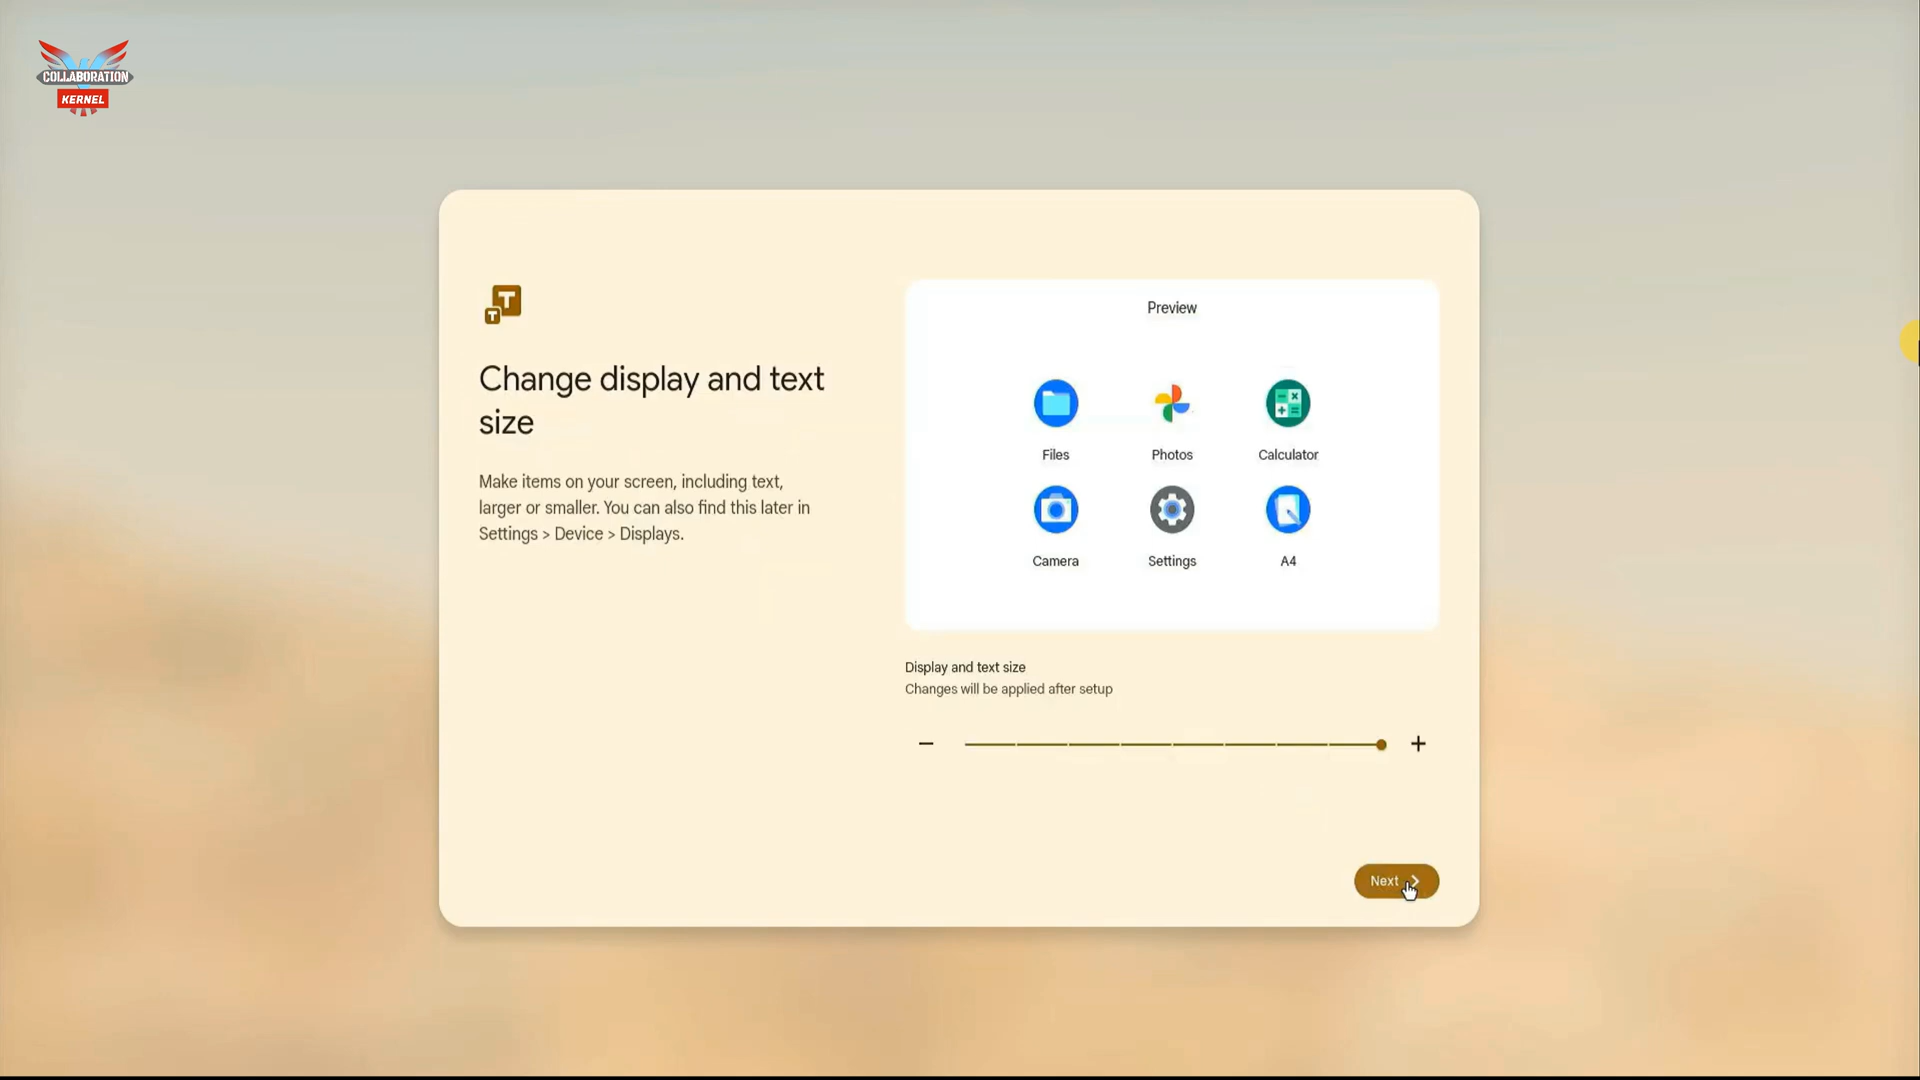 COLLABORATION
KERNEL
Change display and text
size
Make items on your screen, including text,
larger or smaller. You can also find this later in
Settings > Device > Displays.
Preview
Files
Photos
Calculator
Camera
Settings
A4
Display and text size
Changes will be applied after setup
Next